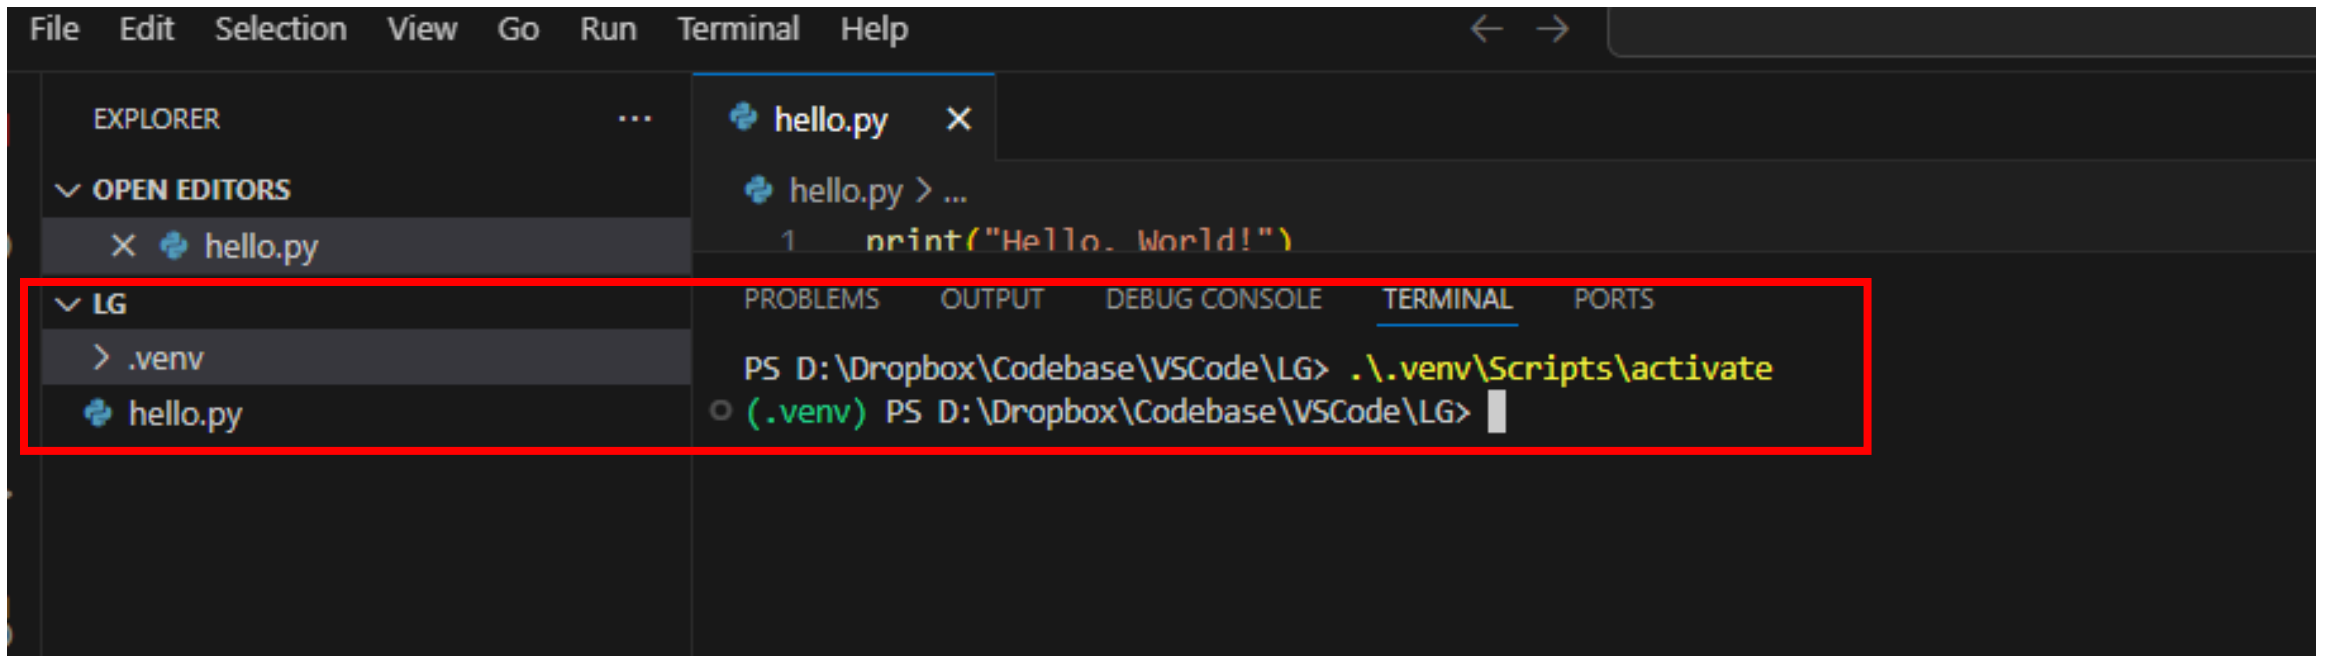 File Edit Selection View Go Run Terminal Help
EXPLORER ...
OPEN EDITORS
hello.py
LG
.venv
hello.py
hello.py
hello.py > ...
1 print("Hello, World!")
PROBLEMS OUTPUT DEBUG CONSOLE TERMINAL PORTS
PS D:\Dropbox\Codebase\VSCode\LG> .\.venv\Scripts\activate
(.venv) PS D:\Dropbox\Codebase\VSCode\LG>